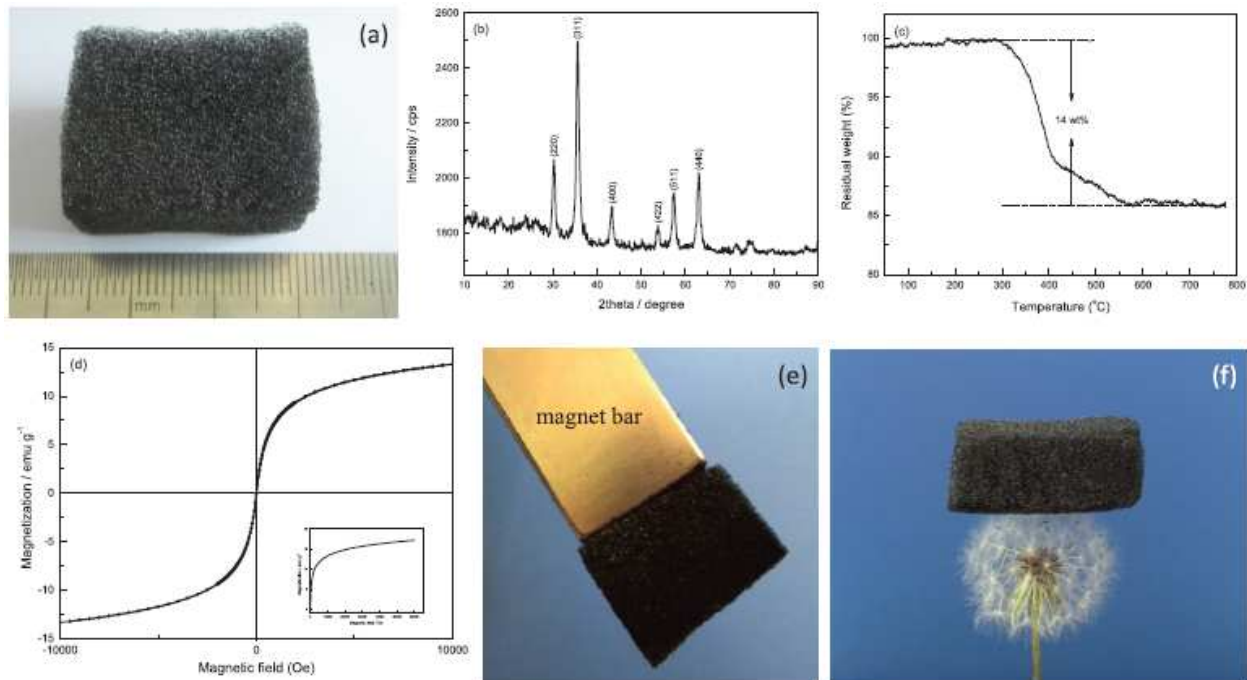 (a)
mm
(b)
2600
2400
2200
2000
1800
1600
Intensity / cps
(220)
(311)
(400)
(422)
(511)
(440)
10 20 30 40 50 60 70 80 90
2theta / degree
(c)
100
95
90
85
80
Residual weight (%)
14 wt%
100 200 300 400 500 600 700 800
Temperature (°C)
(d)
15
10
5
0
-5
-10
-15
Magnetization / emu g⁻¹
-10000 0 10000
Magnetic field (Oe)
(e)
magnet bar
(f)